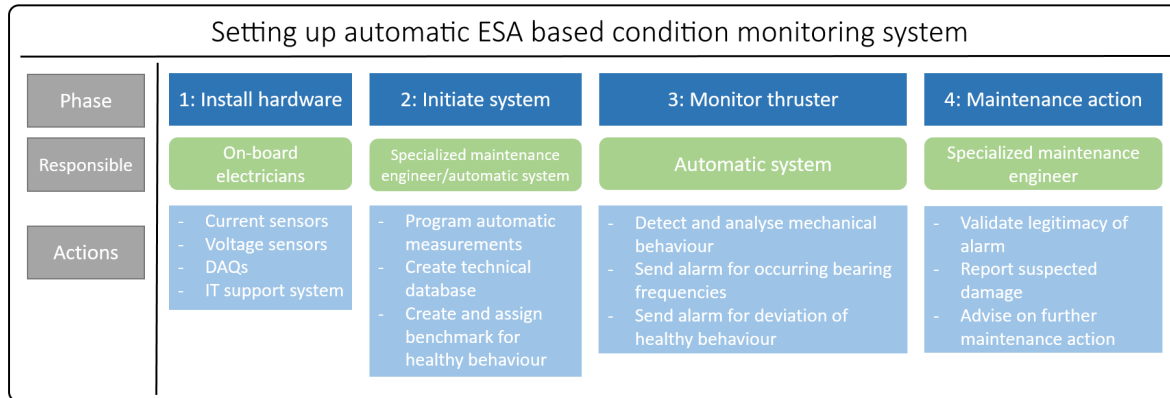 Setting up automatic ESA based condition monitoring system
Phase
1: Install hardware
2: Initiate system
3: Monitor thruster
4: Maintenance action
Responsible
On-board
electricians
Specialized maintenance
engineer/automatic system
Automatic system
Specialized maintenance
engineer
Actions
- Current sensors
- Voltage sensors
- DAQs
- IT support system
- Program automatic
measurements
- Create technical
database
- Create and assign
benchmark for
healthy behaviour
- Detect and analyse mechanical
behaviour
- Send alarm for occurring bearing
frequencies
- Send alarm for deviation of
healthy behaviour
- Validate legitimacy of
alarm
- Report suspected
damage
- Advise on further
maintenance action